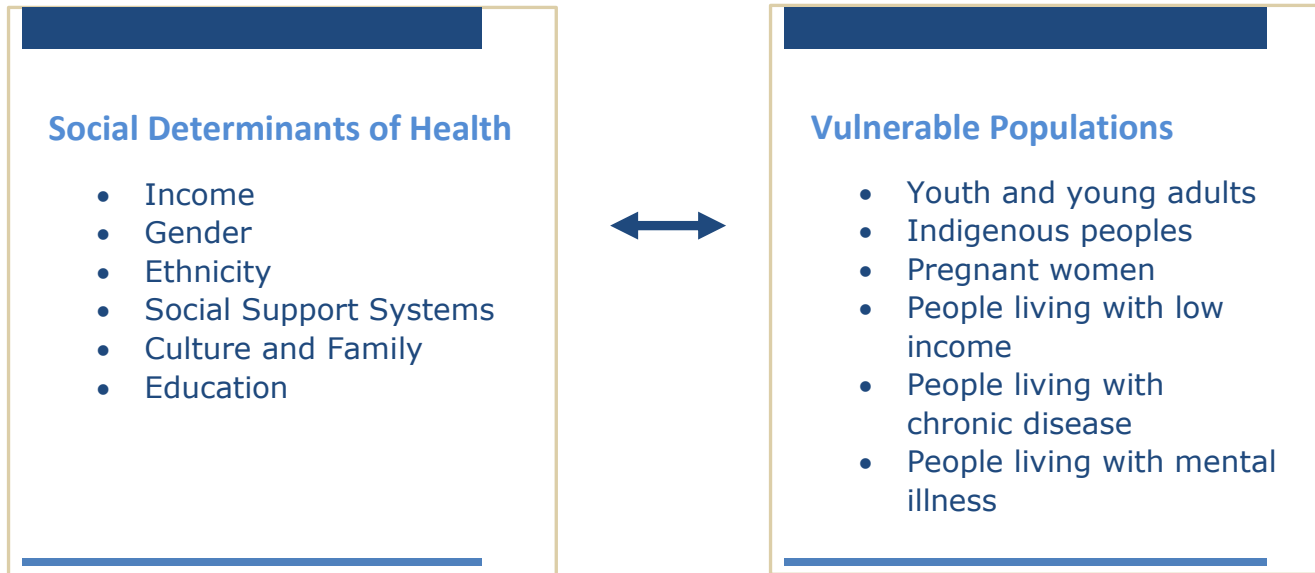 Social Determinants of Health
• Income
• Gender
• Ethnicity
• Social Support Systems
• Culture and Family
• Education
Vulnerable Populations
• Youth and young adults
• Indigenous peoples
• Pregnant women
• People living with low
income
• People living with
chronic disease
• People living with mental
illness